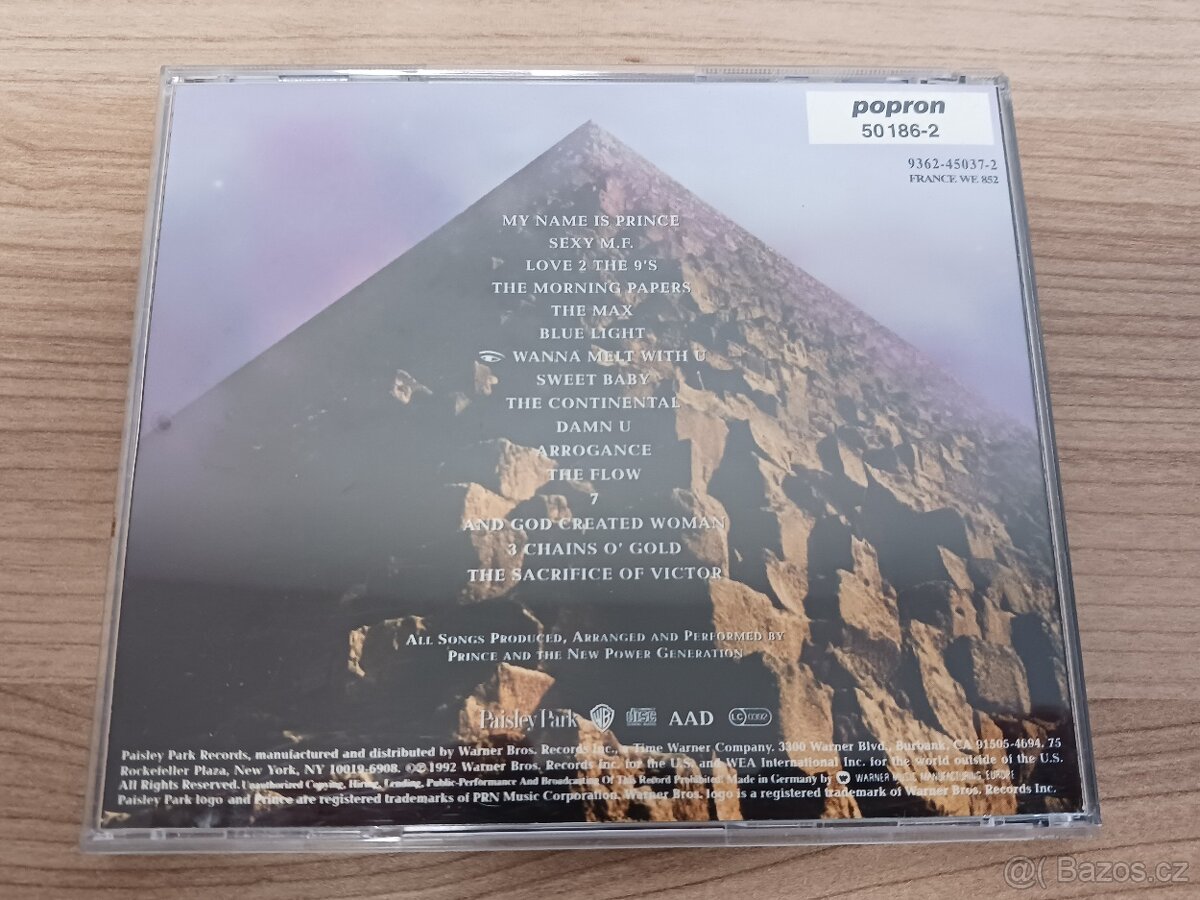 popron
50 186-2
9362-45037-2
FRANCE WE 852
MY NAME IS PRINCE
SEXY M.F.
LOVE 2 THE 9'S
THE MORNING PAPERS
THE MAX
BLUE LIGHT
WANNA MELT WITH U
SWEET BABY
THE CONTINENTAL
DAMN U
ARROGANCE
THE FLOW
7
AND GOD CREATED WOMAN
3 CHAINS O' GOLD
THE SACRIFICE OF VICTOR
ALL SONGS PRODUCED, ARRANGED AND PERFORMED BY
PRINCE AND THE NEW POWER GENERATION
Paisley Park WB disc AAD LC 0392
Paisley Park Records, manufactured and distributed by Warner Bros. Records Inc., a Time Warner Company. 3300 Warner Blvd., Burbank, CA 91505-4694. 75
Rockefeller Plaza, New York, NY 10019-6908. ©℗1992 Warner Bros. Records Inc. for the U.S. and WEA International Inc. for the world outside of the U.S.
All Rights Reserved. Unauthorized Copying, Hiring, Lending, Public-Performance And Broadcasting Of This Record Prohibited! Made in Germany by WARNER MUSIC MANUFACTURING EUROPE
Paisley Park logo and Prince are registered trademarks of PRN Music Corporation. Warner Bros. logo is a registered trademark of Warner Bros. Records Inc.
@( Bazos.cz